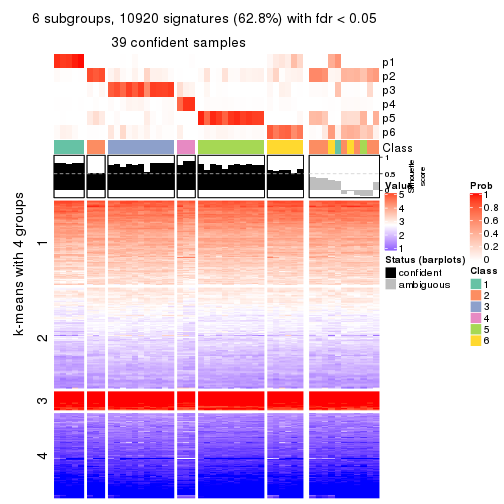 6 subgroups, 10920 signatures (62.8%) with fdr < 0.05
39 confident samples
p1
p2
p3
p4
p5
p6
Class
1
0.5
0
Silhouette
score
k-means with 4 groups
1
2
3
4
Value
5
4
3
2
1
Status (barplots)
confident
ambiguous
Prob
1
0.8
0.6
0.4
0.2
0
Class
1
2
3
4
5
6